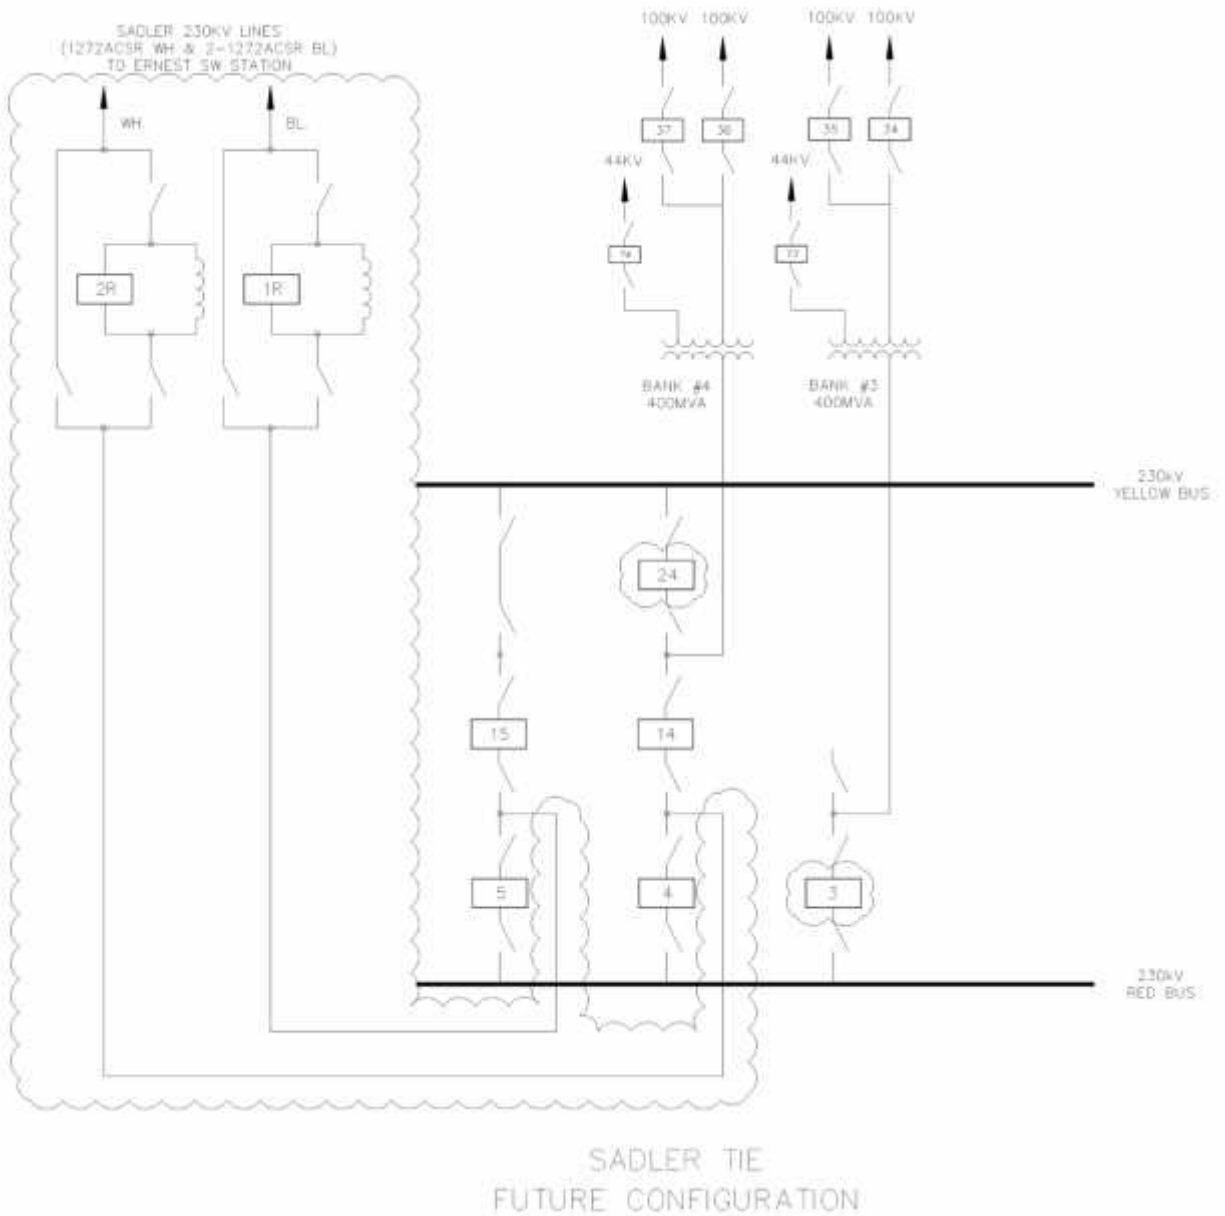 SADLER 230KV LINES
(1272ACSR WH & 2-1272ACSR BL)
TO ERNEST SW STATION
100KV 100KV
100KV 100KV
WH
BL
37
36
35
34
44KV
44KV
2R
1R
BANK #4
400MVA
BANK #3
400MVA
230kV
YELLOW BUS
24
15
14
5
4
3
230kV
RED BUS
SADLER TIE
FUTURE CONFIGURATION